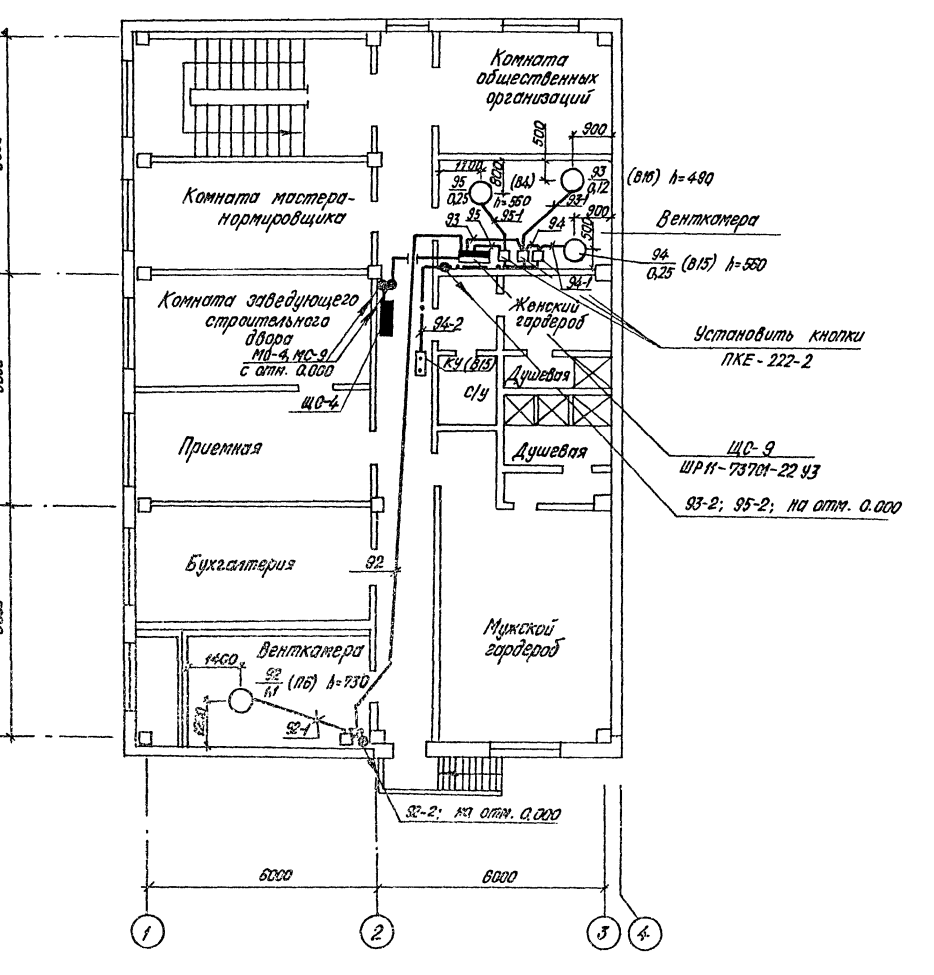 Комната
общественных
организаций
900
500
1100
800
95
0,25
(В4)
h=560
93
0,12
(В16) h=480
93-1
95-1
Комната мастера-
нормировщика
93
95
94
900
500
Венткамера
94
0,25
(В15) h=560
94-1
Комната заведующего
строительного
двора
МО-4, МС-9
с отм. 0.000
Женский
гардероб
94-2
Установить кнопки
ПКЕ-222-2
КУ (В15)
Душевая
с/у
ЩО-4
Приемная
Душевая
ЩС-9
ШР11-73701-22 У3
93-2; 95-2; на отм. 0.000
Бухгалтерия
92
Мужской
гардероб
Венткамера
1400
92
1,1
(П6) h=730
92-1
92-2; на отм. 0.000
6000
6000
1
2
3
4